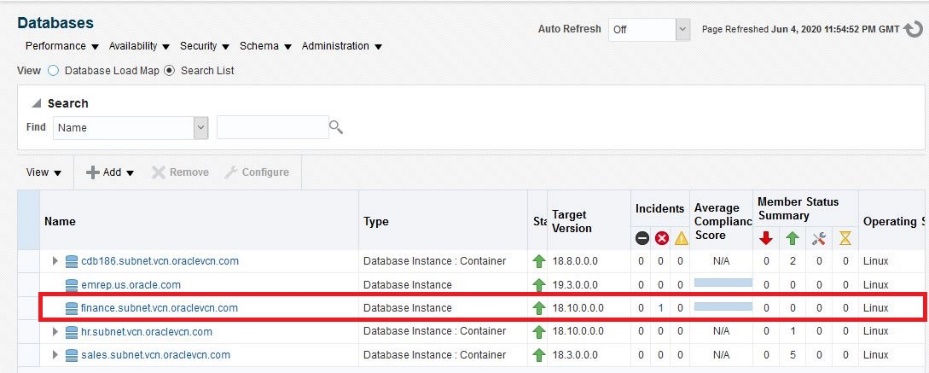 Databases
Auto Refresh Off Page Refreshed Jun 4, 2020 11:54:52 PM GMT
Performance Availability Security Schema Administration
View Database Load Map Search List
Search
Find Name
View Add Remove Configure
Name Type Sta Target Version Incidents Average Complianc Score Member Status Summary Operating S
cdb186.subnet.vcn.oraclevcn.com Database Instance : Container 18.8.0.0.0 0 0 0 N/A 0 2 0 0 Linux
emrep.us.oracle.com Database Instance 19.3.0.0.0 0 0 0 0 0 0 0 Linux
finance.subnet.vcn.oraclevcn.com Database Instance 18.10.0.0.0 0 1 0 0 0 0 0 Linux
hr.subnet.vcn.oraclevcn.com Database Instance : Container 18.10.0.0.0 0 0 0 N/A 0 1 0 0 Linux
sales.subnet.vcn.oraclevcn.com Database Instance : Container 18.3.0.0.0 0 0 0 N/A 0 5 0 0 Linux